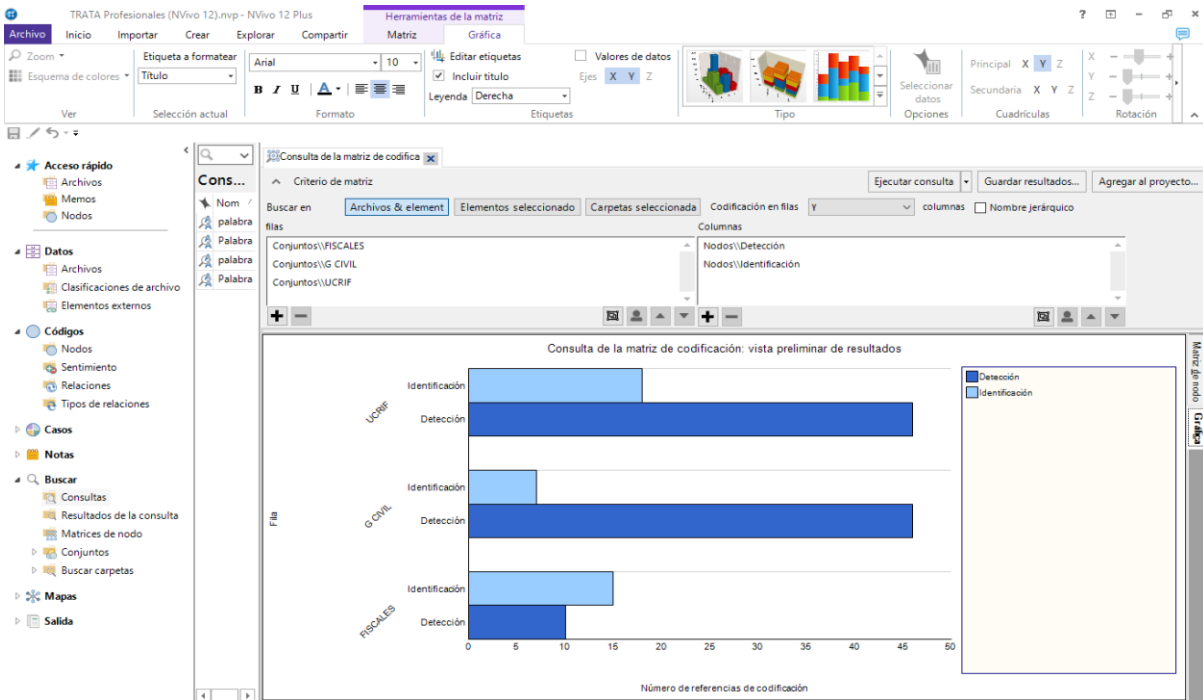 TRATA Profesionales (NVivo 12).nvp - NVivo 12 Plus
Herramientas de la matriz
?
Archivo Inicio Importar Crear Explorar Compartir Matriz Gráfica
Zoom
Esquema de colores
Ver
Etiqueta a formatear
Título
Selección actual
Arial 10
B I U A
Formato
Editar etiquetas
Incluir título
Leyenda Derecha
Valores de datos
Ejes X Y Z
Etiquetas
Tipo
Seleccionar
datos
Opciones
Principal X Y Z
Secundaria X Y Z
Cuadrículas
X
Y
Z
Rotación
Acceso rápido
Archivos
Memos
Nodos
Datos
Archivos
Clasificaciones de archivo
Elementos externos
Códigos
Nodos
Sentimiento
Relaciones
Tipos de relaciones
Casos
Notas
Buscar
Consultas
Resultados de la consulta
Matrices de nodo
Conjuntos
Buscar carpetas
Mapas
Salida
Cons...
Nom
palabra
Palabra
palabra
Palabra
Consulta de la matriz de codifica
Criterio de matriz
Ejecutar consulta Guardar resultados... Agregar al proyecto...
Buscar en Archivos & element Elementos seleccionado Carpetas seleccionada Codificación en filas Y columnas Nombre jerárquico
filas
Conjuntos\\FISCALES
Conjuntos\\G CIVIL
Conjuntos\\UCRIF
Columnas
Nodos\\Detección
Nodos\\Identificación
Consulta de la matriz de codificación: vista preliminar de resultados
Fila
UCRIF
Identificación
Detección
G CIVIL
Identificación
Detección
FISCALES
Identificación
Detección
0 5 10 15 20 25 30 35 40 45 50
Número de referencias de codificación
Detección
Identificación
Matriz de nodo
Gráfica